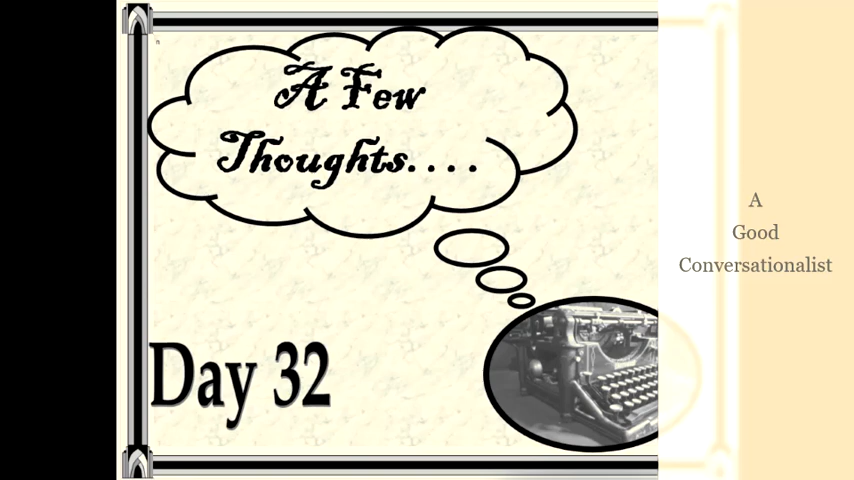 A Few
Thoughts....
Day 32
A
Good
Conversationalist